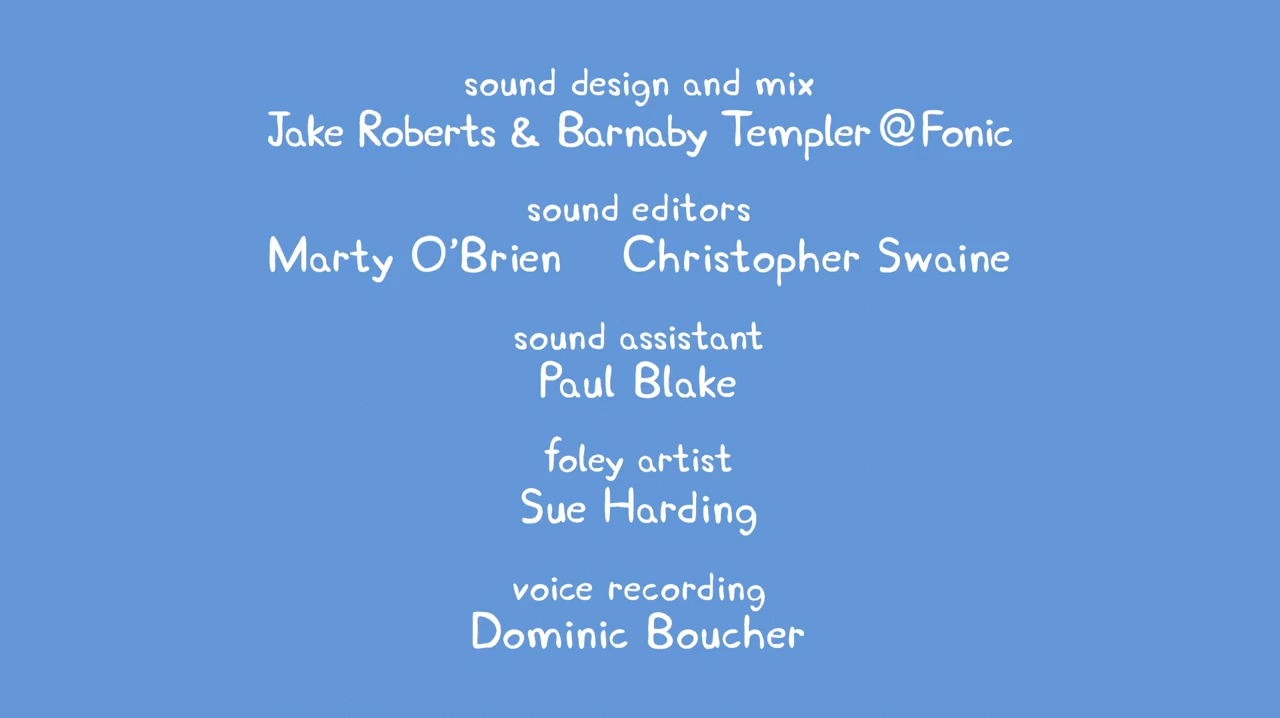 sound design and mix
Jake Roberts & Barnaby Templer @ Fonic
sound editors
Marty O'Brien Christopher Swaine
sound assistant
Paul Blake
foley artist
Sue Harding
voice recording
Dominic Boucher